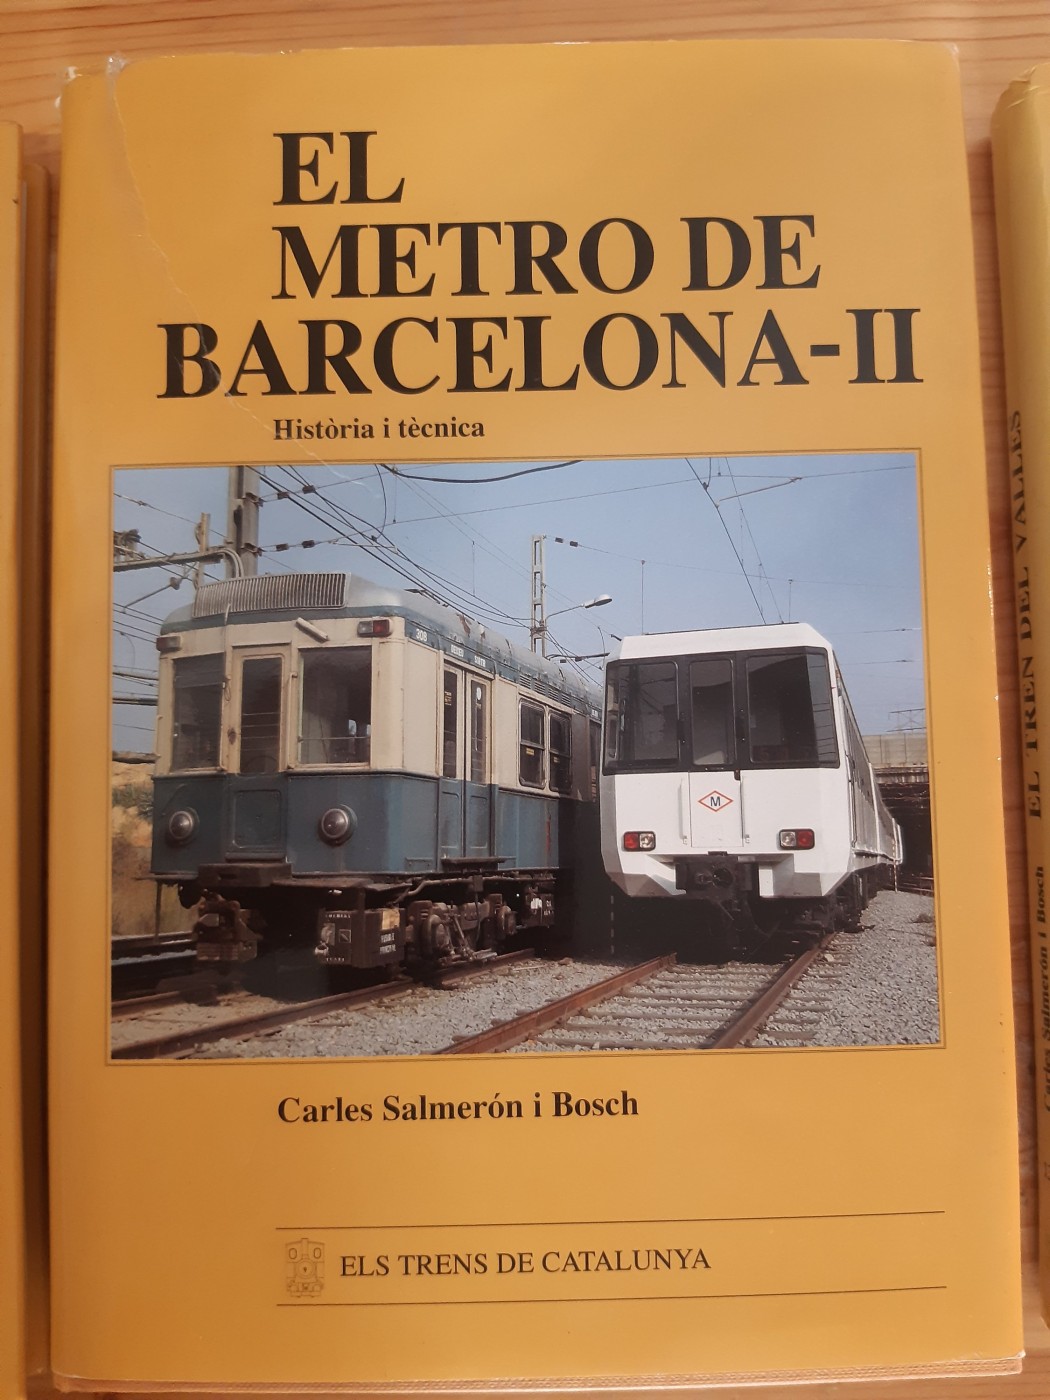 EL
METRO DE
BARCELONA-II
Història i tècnica
308
M
Carles Salmerón i Bosch
ELS TRENS DE CATALUNYA
EL TREN DEL VALLES
Carles Salmerón i Bosch